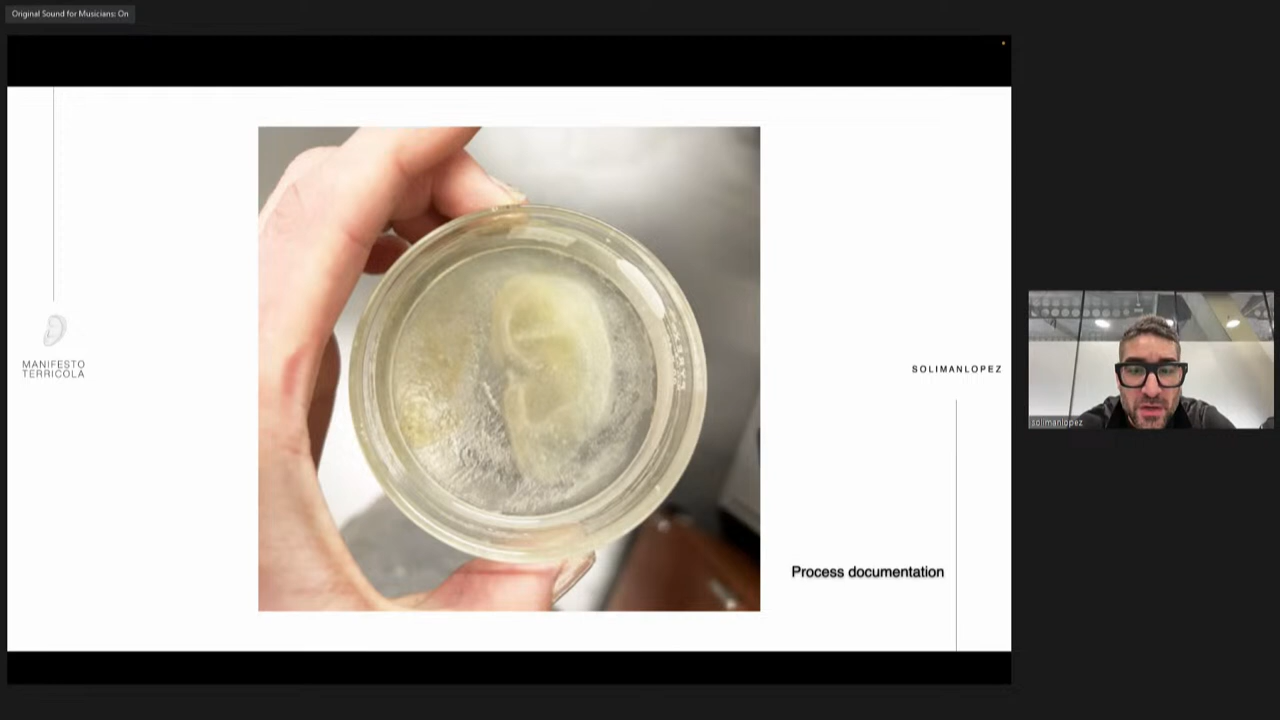 Original Sound for Musicians: On
MANIFESTO
TERRICOLA
SOLIMANLOPEZ
Process documentation
solimanlopez